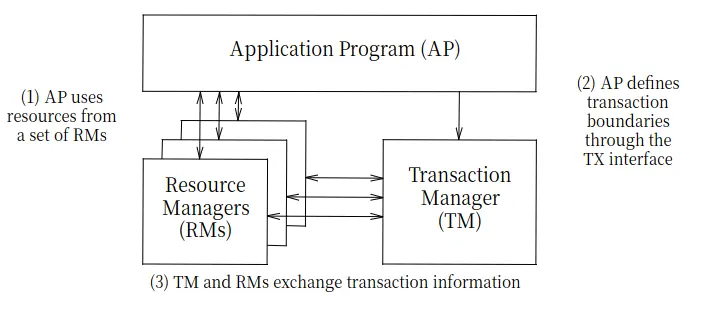 Application Program (AP)
(1) AP uses
resources from
a set of RMs
(2) AP defines
transaction
boundaries
through the
TX interface
Resource
Managers
(RMs)
Transaction
Manager
(TM)
(3) TM and RMs exchange transaction information